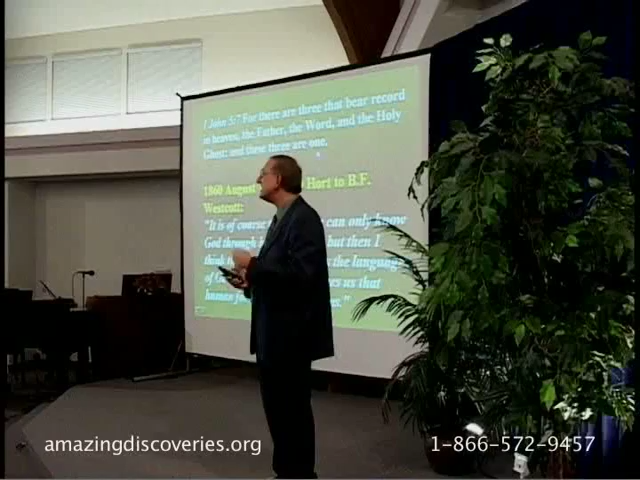 1 John 5:7 For there are three that bear record
in heaven, the Father, the Word, and the Holy
Ghost: and these three are one.
1860 August Hort to B.F.
Westcott:
"It is of course can only know
God through but then I
think the language
of us that
human
amazingdiscoveries.org 1-866-572-9457